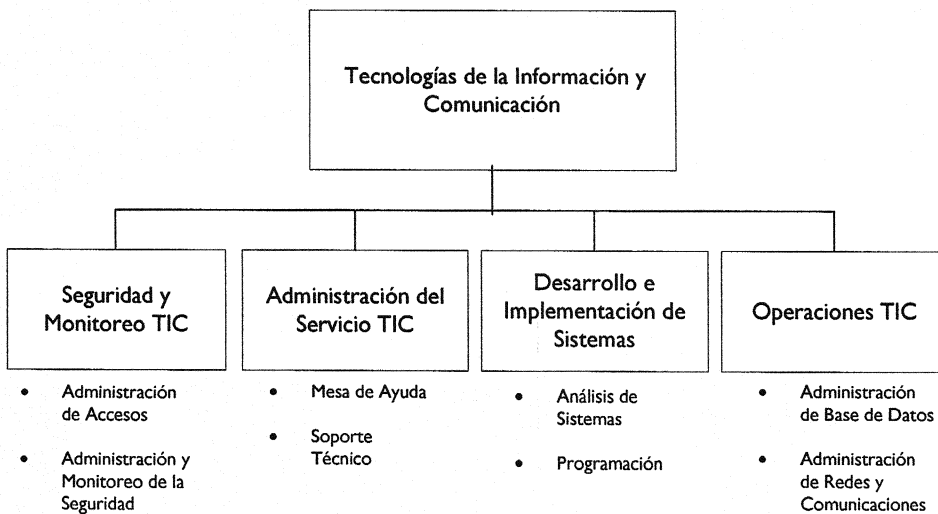 Tecnologías de la Información y
Comunicación
Seguridad y
Monitoreo TIC
• Administración
de Accesos
• Administración y
Monitoreo de la
Seguridad
Administración del
Servicio TIC
• Mesa de Ayuda
• Soporte
Técnico
Desarrollo e
Implementación de
Sistemas
• Análisis de
Sistemas
• Programación
Operaciones TIC
• Administración
de Base de Datos
• Administración
de Redes y
Comunicaciones